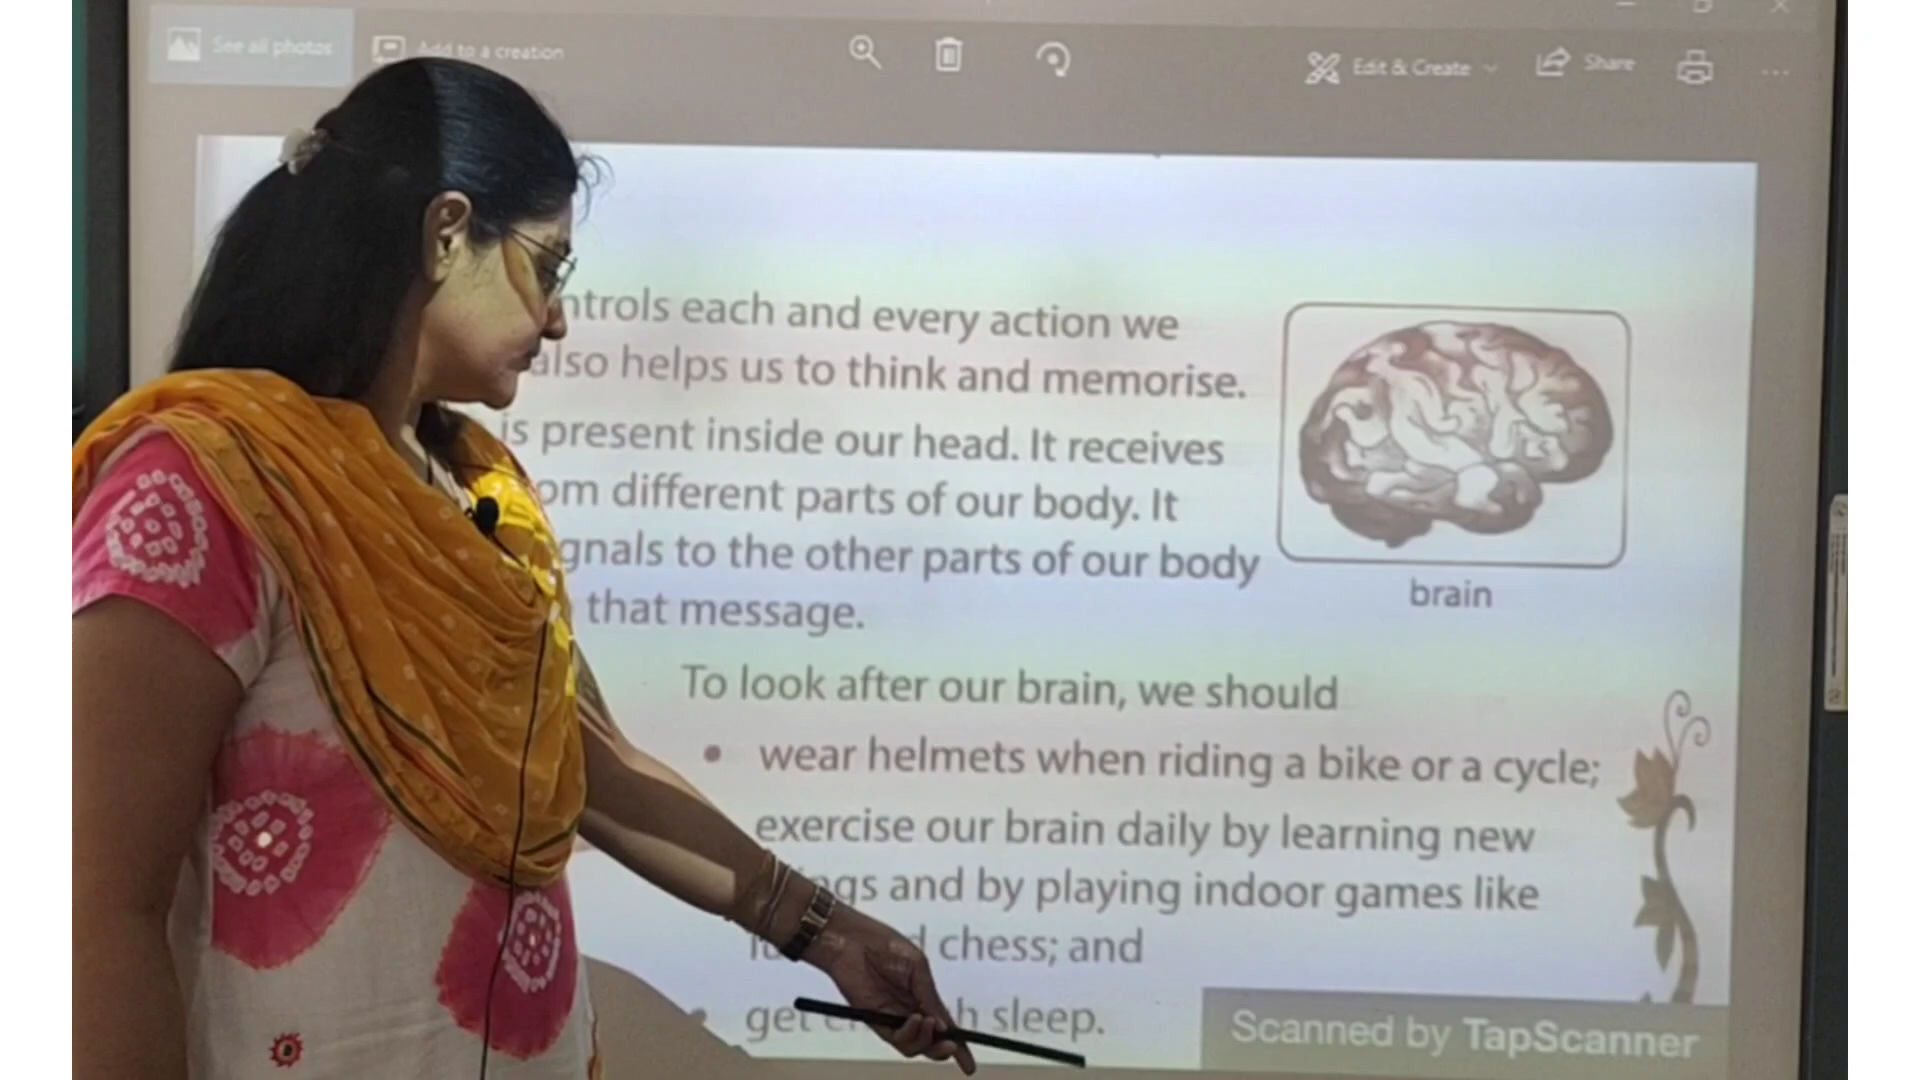 See all photos
Add to a creation
Edit & Create
Share
ntrols each and every action we
also helps us to think and memorise.
is present inside our head. It receives
om different parts of our body. It
gnals to the other parts of our body
that message.
brain
To look after our brain, we should
• wear helmets when riding a bike or a cycle;
exercise our brain daily by learning new
ngs and by playing indoor games like
chess; and
• get sleep.
Scanned by TapScanner